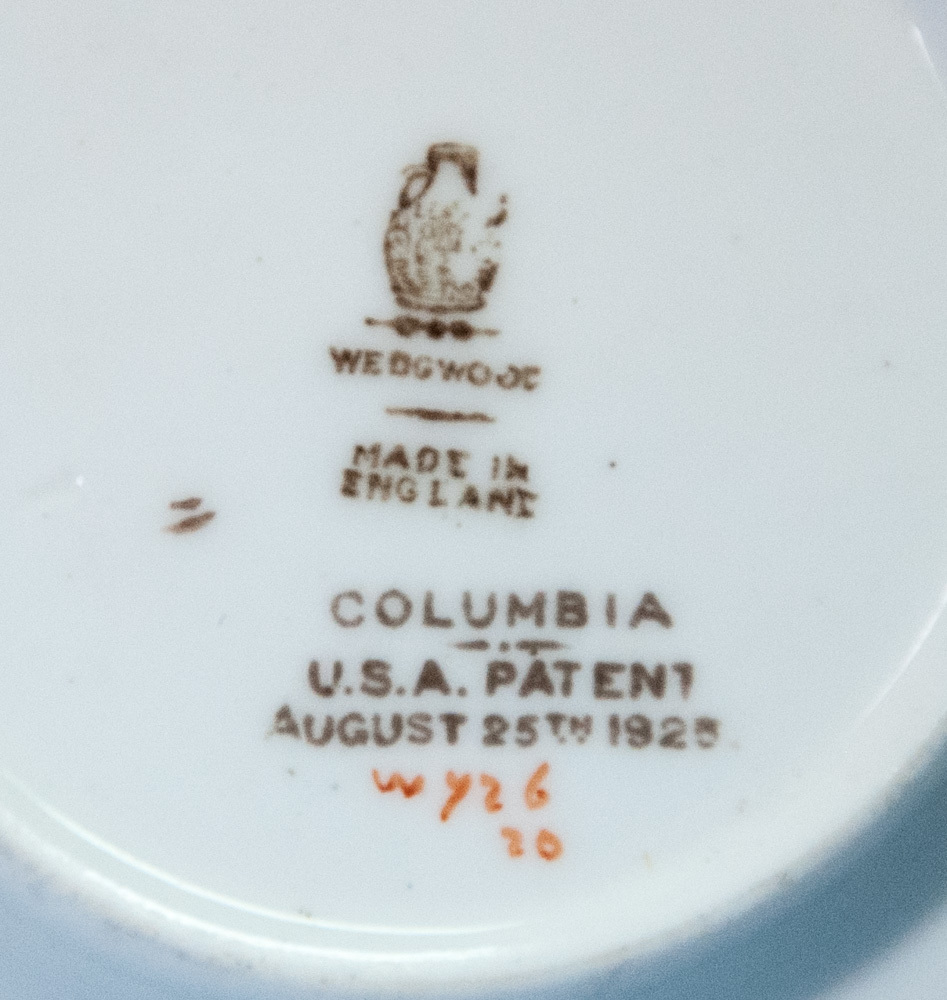 WEDGWOOD
MADE IN
ENGLAND
COLUMBIA
U.S.A. PATENT
AUGUST 25TH 1925
W426
20